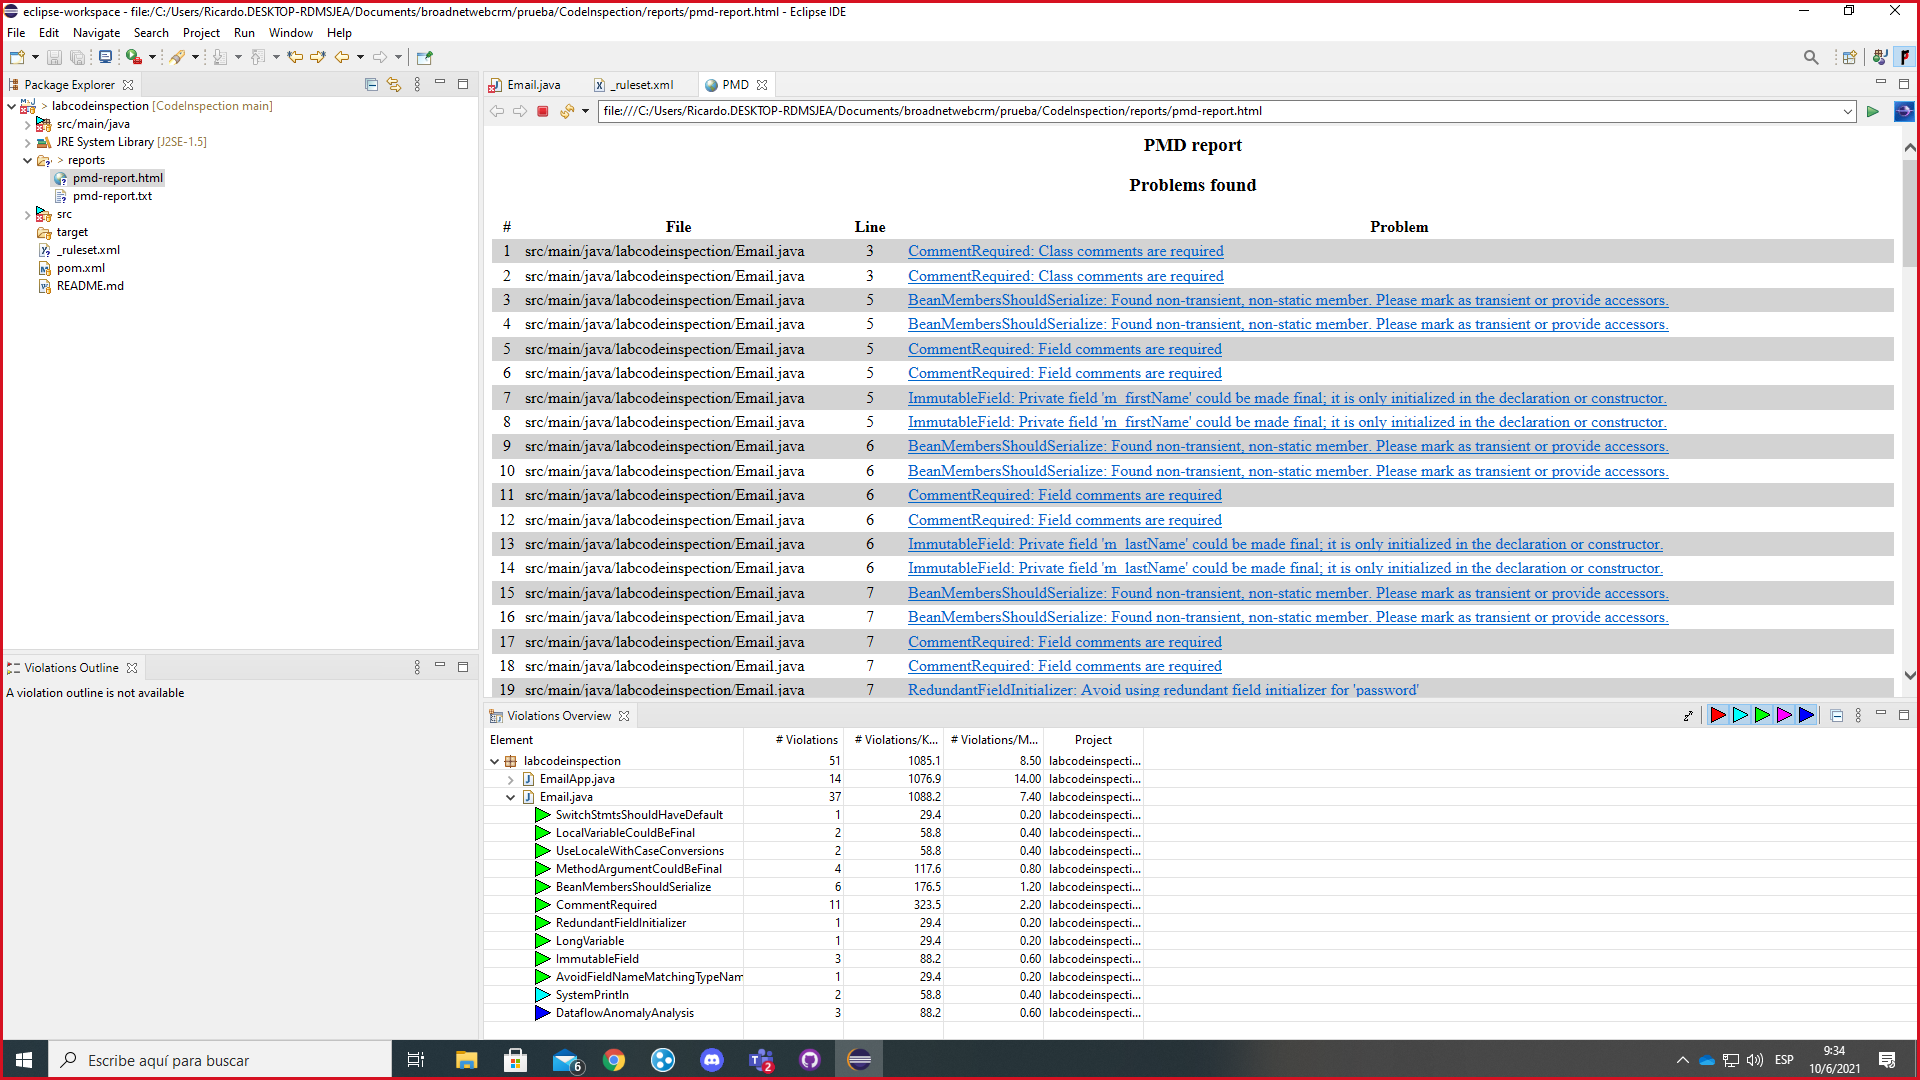 eclipse-workspace - file:/C:/Users/Ricardo.DESKTOP-RDMSJEA/Documents/broadnetwebcrm/prueba/CodeInspection/reports/pmd-report.html - Eclipse IDE
File Edit Navigate Search Project Run Window Help
Package Explorer
> labcodeinspection [CodeInspection main]
src/main/java
JRE System Library [J2SE-1.5]
> reports
pmd-report.html
pmd-report.txt
src
target
_ruleset.xml
pom.xml
README.md
Violations Outline
A violation outline is not available
Email.java _ruleset.xml PMD
file:///C:/Users/Ricardo.DESKTOP-RDMSJEA/Documents/broadnetwebcrm/prueba/CodeInspection/reports/pmd-report.html
PMD report
Problems found
# File Line Problem
1 src/main/java/labcodeinspection/Email.java 3 CommentRequired: Class comments are required
2 src/main/java/labcodeinspection/Email.java 3 CommentRequired: Class comments are required
3 src/main/java/labcodeinspection/Email.java 5 BeanMembersShouldSerialize: Found non-transient, non-static member. Please mark as transient or provide accessors.
4 src/main/java/labcodeinspection/Email.java 5 BeanMembersShouldSerialize: Found non-transient, non-static member. Please mark as transient or provide accessors.
5 src/main/java/labcodeinspection/Email.java 5 CommentRequired: Field comments are required
6 src/main/java/labcodeinspection/Email.java 5 CommentRequired: Field comments are required
7 src/main/java/labcodeinspection/Email.java 5 ImmutableField: Private field 'm_firstName' could be made final; it is only initialized in the declaration or constructor.
8 src/main/java/labcodeinspection/Email.java 5 ImmutableField: Private field 'm_firstName' could be made final; it is only initialized in the declaration or constructor.
9 src/main/java/labcodeinspection/Email.java 6 BeanMembersShouldSerialize: Found non-transient, non-static member. Please mark as transient or provide accessors.
10 src/main/java/labcodeinspection/Email.java 6 BeanMembersShouldSerialize: Found non-transient, non-static member. Please mark as transient or provide accessors.
11 src/main/java/labcodeinspection/Email.java 6 CommentRequired: Field comments are required
12 src/main/java/labcodeinspection/Email.java 6 CommentRequired: Field comments are required
13 src/main/java/labcodeinspection/Email.java 6 ImmutableField: Private field 'm_lastName' could be made final; it is only initialized in the declaration or constructor.
14 src/main/java/labcodeinspection/Email.java 6 ImmutableField: Private field 'm_lastName' could be made final; it is only initialized in the declaration or constructor.
15 src/main/java/labcodeinspection/Email.java 7 BeanMembersShouldSerialize: Found non-transient, non-static member. Please mark as transient or provide accessors.
16 src/main/java/labcodeinspection/Email.java 7 BeanMembersShouldSerialize: Found non-transient, non-static member. Please mark as transient or provide accessors.
17 src/main/java/labcodeinspection/Email.java 7 CommentRequired: Field comments are required
18 src/main/java/labcodeinspection/Email.java 7 CommentRequired: Field comments are required
19 src/main/java/labcodeinspection/Email.java 7 RedundantFieldInitializer: Avoid using redundant field initializer for 'password'
Violations Overview
Element # Violations # Violations/K... # Violations/M... Project
labcodeinspection 51 1085.1 8.50 labcodeinspecti...
EmailApp.java 14 1076.9 14.00 labcodeinspecti...
Email.java 37 1088.2 7.40 labcodeinspecti...
SwitchStmtsShouldHaveDefault 1 29.4 0.20 labcodeinspecti...
LocalVariableCouldBeFinal 2 58.8 0.40 labcodeinspecti...
UseLocaleWithCaseConversions 2 58.8 0.40 labcodeinspecti...
MethodArgumentCouldBeFinal 4 117.6 0.80 labcodeinspecti...
BeanMembersShouldSerialize 6 176.5 1.20 labcodeinspecti...
CommentRequired 11 323.5 2.20 labcodeinspecti...
RedundantFieldInitializer 1 29.4 0.20 labcodeinspecti...
LongVariable 1 29.4 0.20 labcodeinspecti...
ImmutableField 3 88.2 0.60 labcodeinspecti...
AvoidFieldNameMatchingTypeNam 1 29.4 0.20 labcodeinspecti...
SystemPrintln 2 58.8 0.40 labcodeinspecti...
DataflowAnomalyAnalysis 3 88.2 0.60 labcodeinspecti...
Escribe aquí para buscar
6
2
ESP
9:34
10/6/2021